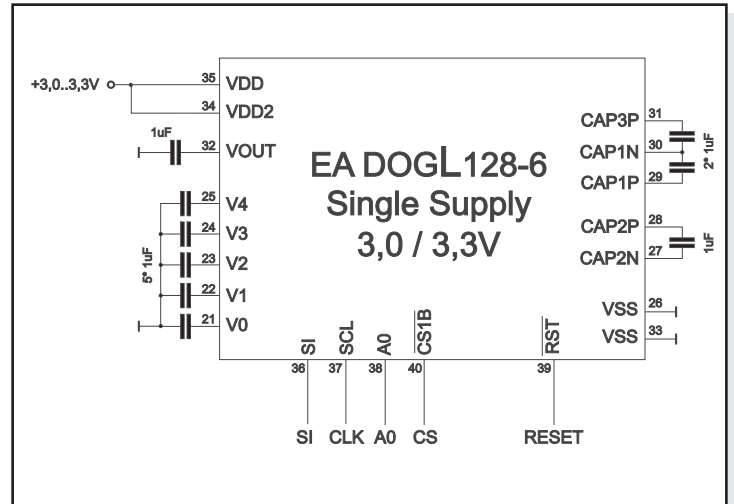 +3,0..3,3V
35 VDD
34 VDD2
1uF
32 VOUT
25 V4
24 V3
23 V2
22 V1
21 V0
5* 1uF
EA DOGL128-6
Single Supply
3,0 / 3,3V
CAP3P 31
CAP1N 30
CAP1P 29
2* 1uF
CAP2P 28
CAP2N 27
1uF
VSS 26
VSS 33
SI
SCL
A0
CS1B
RST
36
37
38
40
39
SI
CLK
A0
CS
RESET